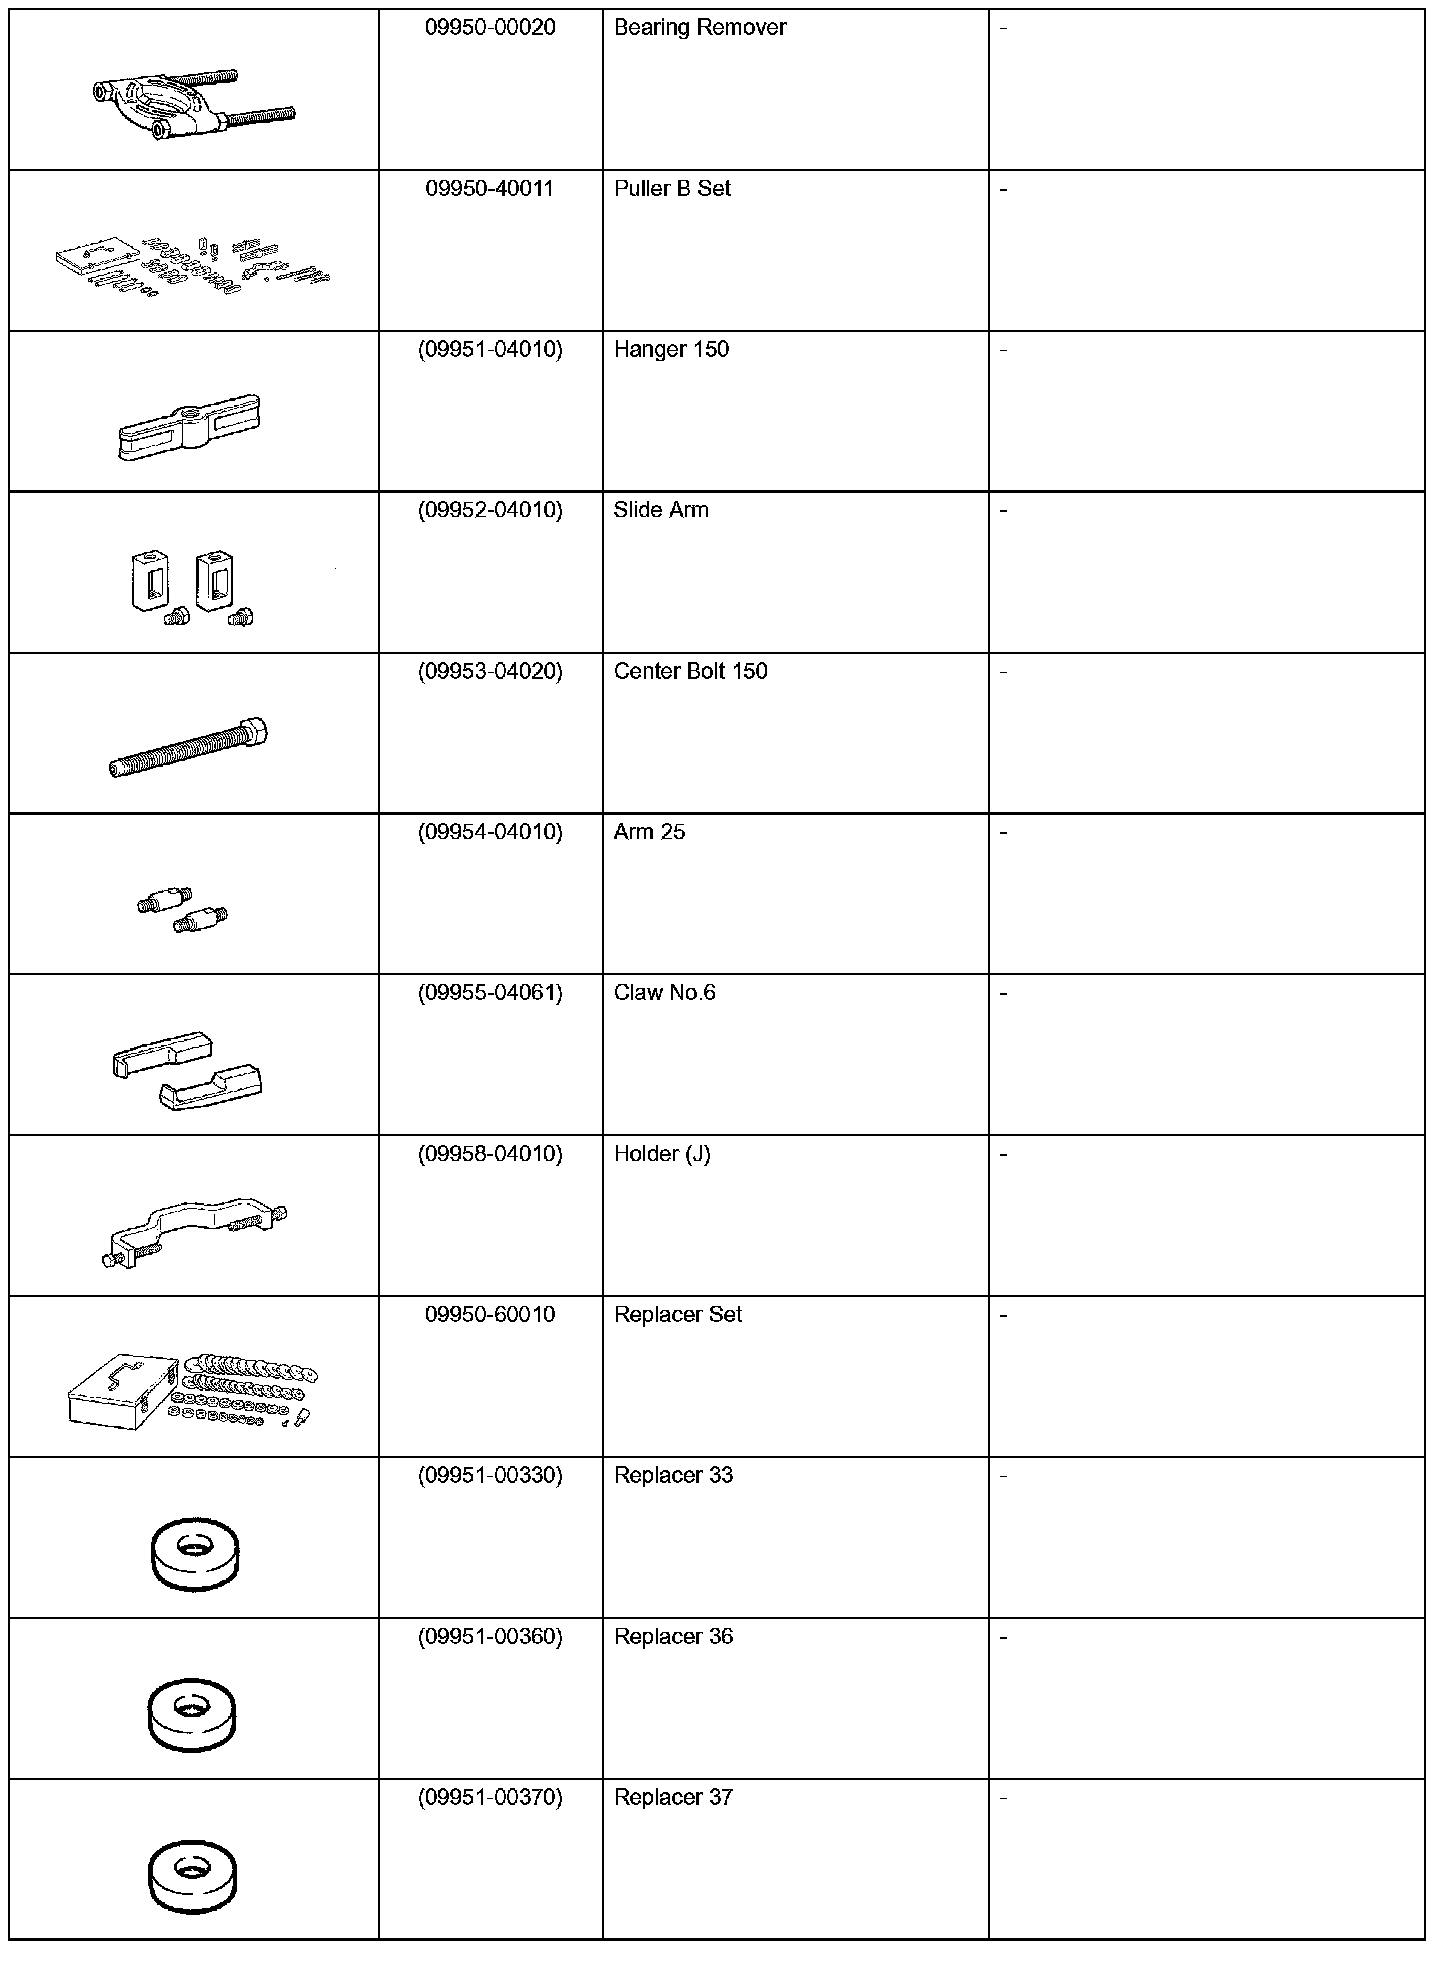 09950-00020 Bearing Remover -
09950-40011 Puller B Set -
(09951-04010) Hanger 150 -
(09952-04010) Slide Arm -
(09953-04020) Center Bolt 150 -
(09954-04010) Arm 25 -
(09955-04061) Claw No.6 -
(09958-04010) Holder (J) -
09950-60010 Replacer Set -
(09951-00330) Replacer 33 -
(09951-00360) Replacer 36 -
(09951-00370) Replacer 37 -